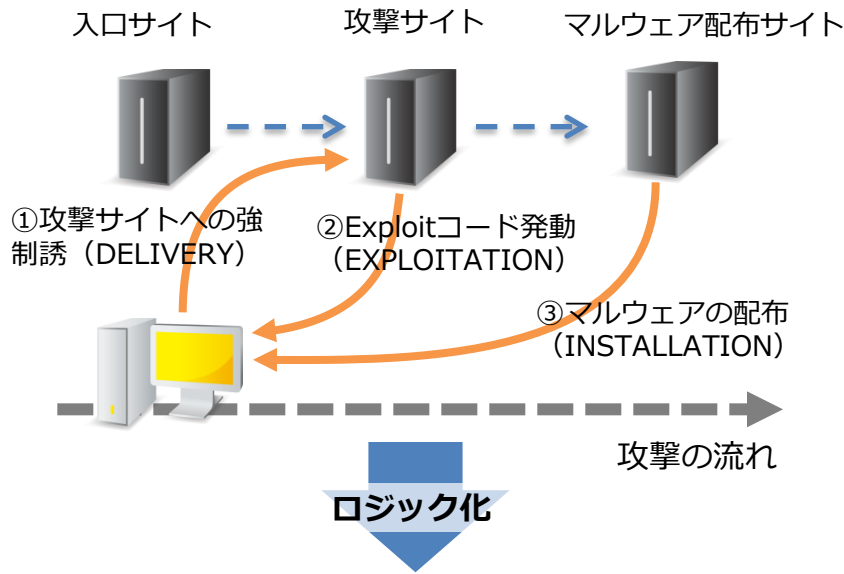 入口サイト
攻撃サイト
マルウェア配布サイト
①攻撃サイトへの強
制誘（DELIVERY）
②Exploitコード発動
（EXPLOITATION）
③マルウェアの配布
（INSTALLATION）
攻撃の流れ
ロジック化